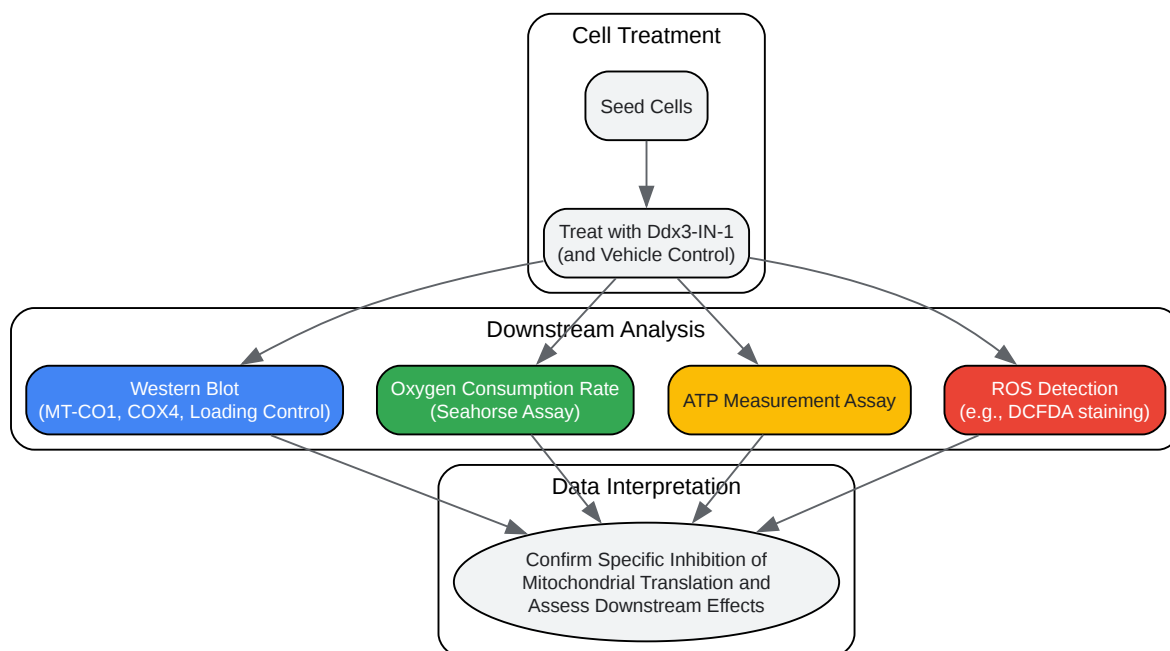 Cell Treatment
Seed Cells
Treat with Ddx3-IN-1
(and Vehicle Control)
Downstream Analysis
Western Blot
(MT-CO1, COX4, Loading Control)
Oxygen Consumption Rate
(Seahorse Assay)
ATP Measurement Assay
ROS Detection
(e.g., DCFDA staining)
Data Interpretation
Confirm Specific Inhibition of
Mitochondrial Translation and
Assess Downstream Effects